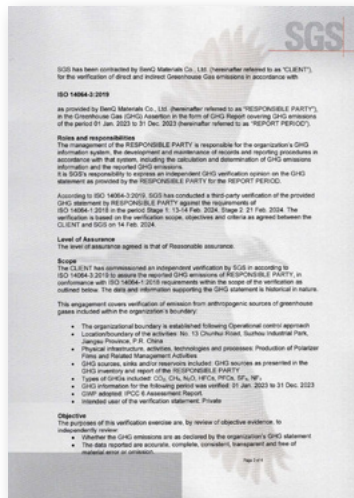 SGS
SGS has been contracted by BenQ Materials Co., Ltd. (hereinafter referred to as "CLIENT"),
for the verification of direct and indirect Greenhouse Gas emissions in accordance with
ISO 14064-3:2019
as provided by BenQ Materials Co., Ltd. (hereinafter referred to as "RESPONSIBLE PARTY"),
in the Greenhouse Gas (GHG) Assertion in the form of GHG Report covering GHG emissions
of the period 01 Jan. 2023 to 31 Dec. 2023 (hereinafter referred to as "REPORT PERIOD").
Roles and responsibilities
The management of the RESPONSIBLE PARTY is responsible for the organization's GHG
information system, the development and maintenance of records and reporting procedures in
accordance with that system, including the calculation and determination of GHG emissions
information and the reported GHG emissions.
It is SGS's responsibility to express an independent GHG verification opinion on the GHG
statement as provided by the RESPONSIBLE PARTY for the REPORT PERIOD.
According to ISO 14064-3:2019, SGS has conducted a third party verification of the provided
GHG statement by RESPONSIBLE PARTY against the requirements of
ISO 14064-1:2018 in the period Stage 1: 13-14 Feb. 2024, Stage 2: 21 Feb. 2024. The
verification is based on the verification scope, objectives and criteria as agreed between the
CLIENT and SGS on 14 Feb. 2024.
Level of Assurance
The level of assurance agreed is that of Reasonable assurance.
Scope
The CLIENT has commissioned an independent verification by SGS in according to
ISO 14064-3:2019 to assure the reported GHG emissions of RESPONSIBLE PARTY, in
conformance with ISO 14064-1:2018 requirements within the scope of the verification as
outlined below. The data and information supporting the GHG statement is historical in nature.
This engagement covers verification of emission from anthropogenic sources of greenhouse
gases included within the organization's boundary:
• The organizational boundary is established following Operational control approach
• Location/boundary of the activities: No. 13 Chunhui Road, Suzhou Industrial Park,
Jiangsu Province, P.R. China
• Physical infrastructure, activities, technologies and processes: Production of Polarizer
Films and Related Management Activities
• GHG sources, sinks and/or reservoirs included: GHG sources as presented in the
GHG inventory and report of the RESPONSIBLE PARTY
• Types of GHGs included: CO₂, CH₄, N₂O, HFCs, PFCs, SF₆, NF₃
• GHG information for the following period was verified: 01 Jan. 2023 to 31 Dec. 2023
• GWP adopted: IPCC 6 Assessment Report.
• Intended user of the verification statement: Private
Objective
The purposes of this verification exercise are, by review of objective evidence, to
independently review:
• Whether the GHG emissions are as declared by the organization's GHG statement
• The data reported are accurate, complete, consistent, transparent and free of
material error or omission.